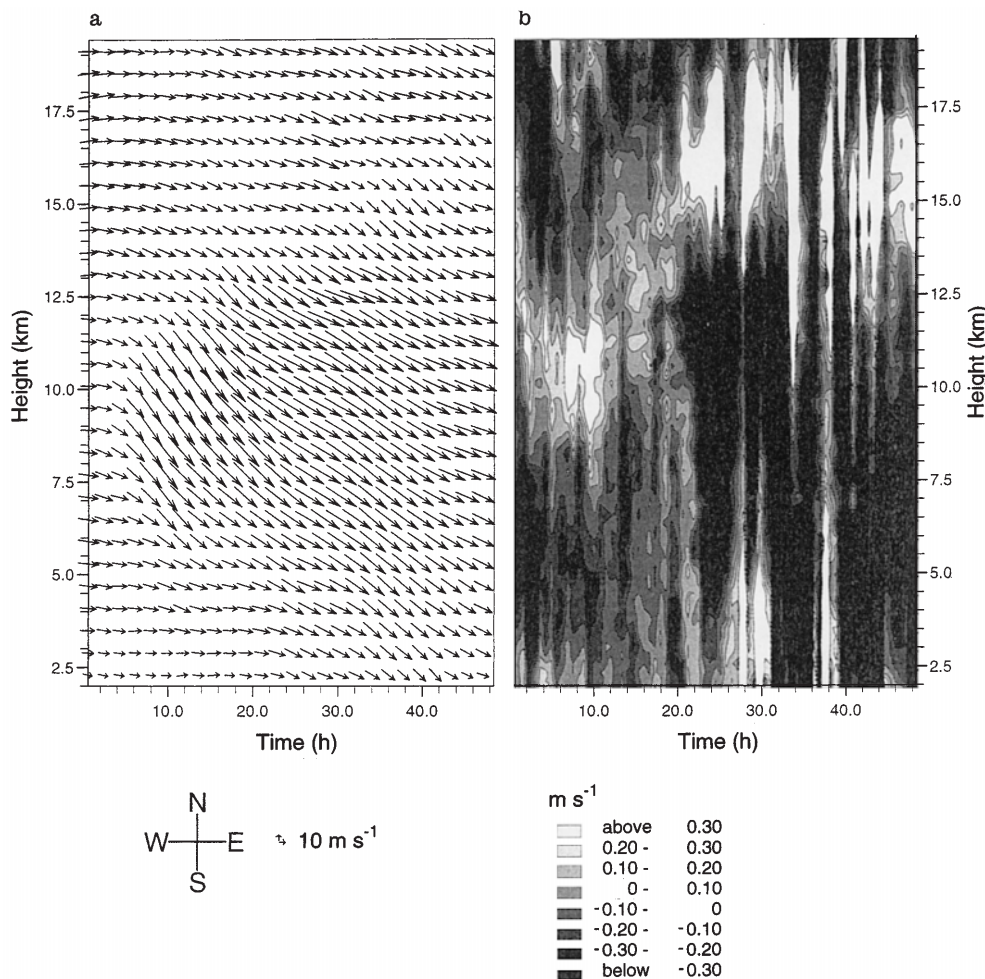 a
b
17.5
15.0
12.5
10.0
7.5
5.0
2.5
Height (km)
10.0 20.0 30.0 40.0
Time (h)
17.5
15.0
12.5
10.0
7.5
5.0
2.5
Height (km)
10.0 20.0 30.0 40.0
Time (h)
N
W E 10 m s⁻¹
S
m s⁻¹
above 0.30
0.20 - 0.30
0.10 - 0.20
0 - 0.10
-0.10 - 0
-0.20 - -0.10
-0.30 - -0.20
below -0.30